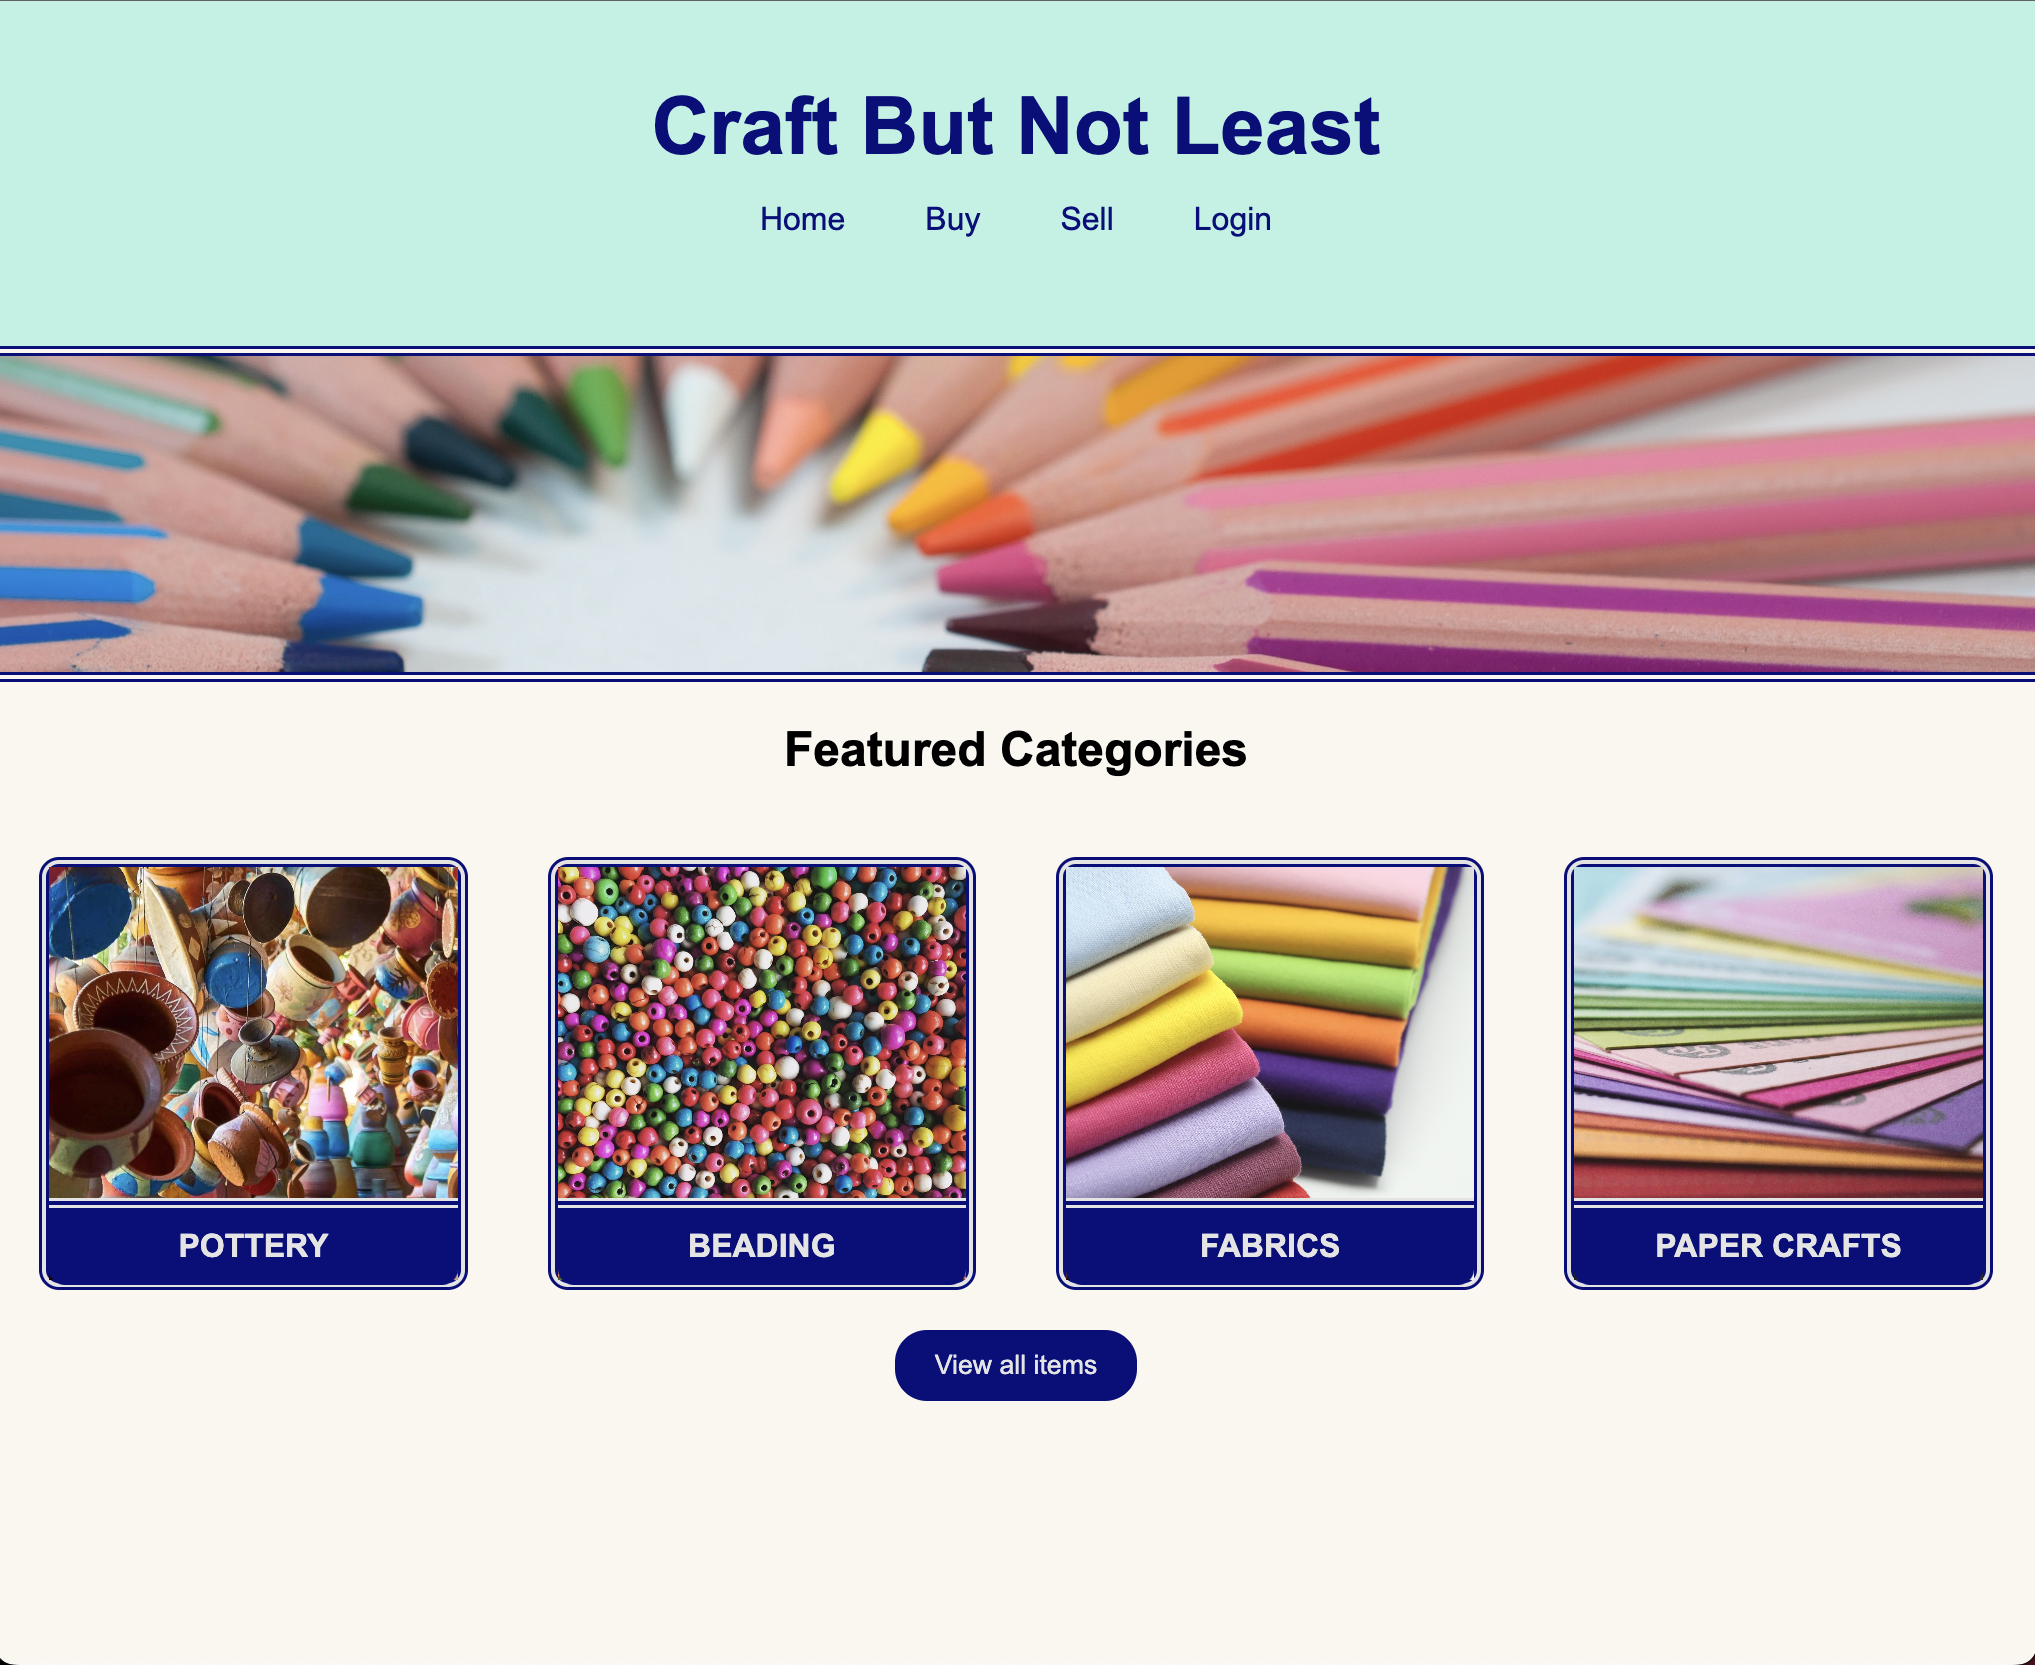 Craft But Not Least
Home Buy Sell Login
Featured Categories
POTTERY BEADING FABRICS PAPER CRAFTS
View all items